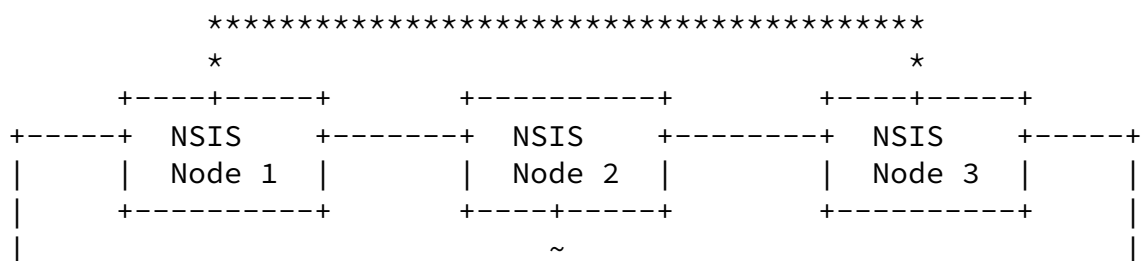 ****************************************
* *
+----+-----+ +----------+ +----+-----+
+-----+ NSIS +-------+ NSIS +--------+ NSIS +-----+
| | Node 1 | | Node 2 | | Node 3 | |
| +----------+ +----+-----+ +----------+ |
| ~ |